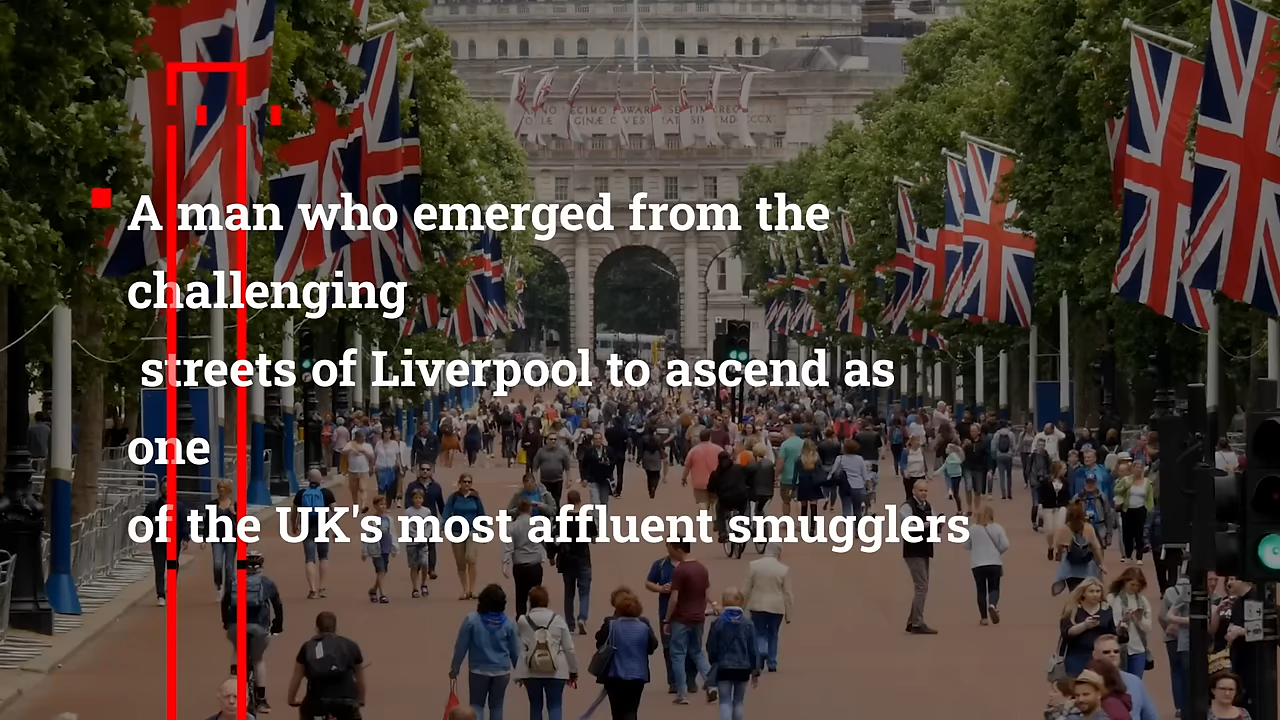 A man who emerged from the
challenging
streets of Liverpool to ascend as
one
of the UK's most affluent smugglers